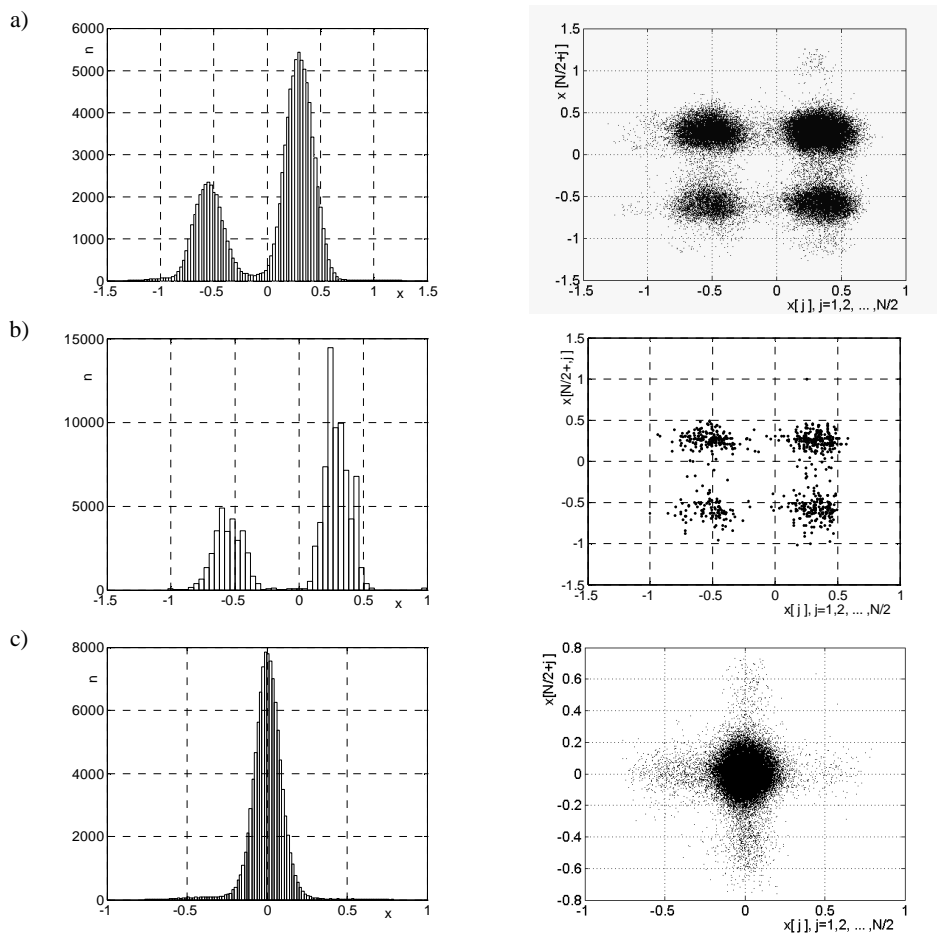 a)
6000
5000
4000
3000
2000
1000
0
n
-1.5 -1 -0.5 0 0.5 1 1.5
x
x [N/2+j]
1.5
1
0.5
0
-0.5
-1
-1.5
-1.5 -1 -0.5 0 0.5 1
x[ j ], j=1,2, ... ,N/2
b)
15000
10000
5000
0
n
-1.5 -1 -0.5 0 0.5 1
x
x[N/2+,j]
1.5
1
0.5
0
-0.5
-1
-1.5
-1.5 -1 -0.5 0 0.5 1
x[ j ], j=1,2, ... ,N/2
c)
8000
6000
4000
2000
0
n
-1 -0.5 0 0.5 1
x
x[N/2+j]
0.8
0.6
0.4
0.2
0
-0.2
-0.4
-0.6
-0.8
-1 -0.5 0 0.5 1
x[ j ], j=1,2, ... ,N/2